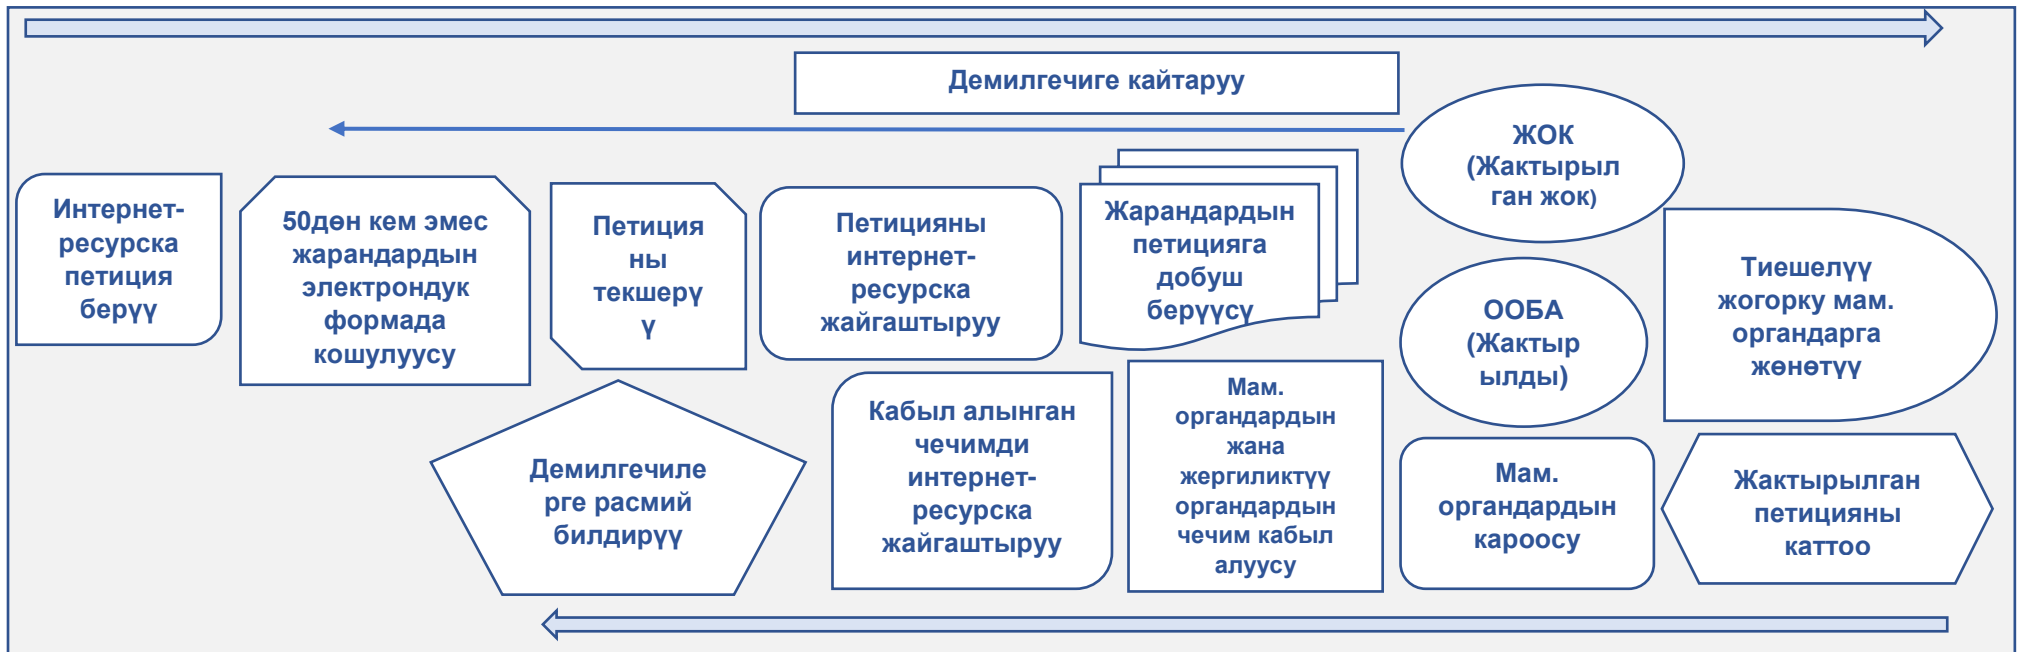 Демилгечиге кайтаруу
ЖОК
(Жактырыл
ган жок)
Интернет-
ресурска
петиция
берүү
50дөн кем эмес
жарандардын
электрондук
формада
кошулуусу
Петиция
ны
текшерү
ү
Петицияны
интернет-
ресурска
жайгаштыруу
Жарандардын
петицияга
добуш
берүүсү
ООБА
(Жактыр
ылды)
Тиешелүү
жогорку мам.
органдарга
жөнөтүү
Демилгечиле
рге расмий
билдирүү
Кабыл алынган
чечимди
интернет-
ресурска
жайгаштыруу
Мам.
органдардын
жана
жергиликтүү
органдардын
чечим кабыл
алуусу
Мам.
органдардын
кароосу
Жактырылган
петицияны
каттоо